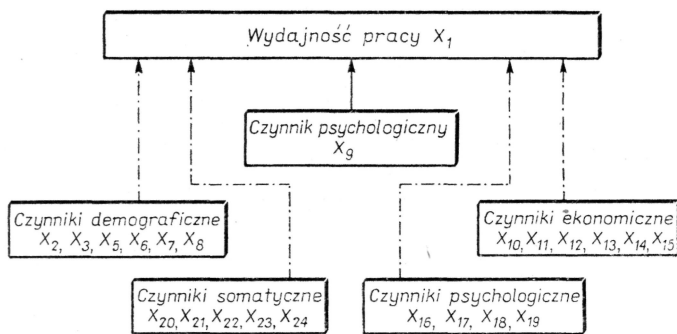 Wydajność pracy X₁
Czynnik psychologiczny
X₉
Czynniki demograficzne
X₂, X₃, X₅, X₆, X₇, X₈
Czynniki ekonomiczne
X₁₀, X₁₁, X₁₂, X₁₃, X₁₄, X₁₅
Czynniki somatyczne
X₂₀, X₂₁, X₂₂, X₂₃, X₂₄
Czynniki psychologiczne
X₁₆, X₁₇, X₁₈, X₁₉